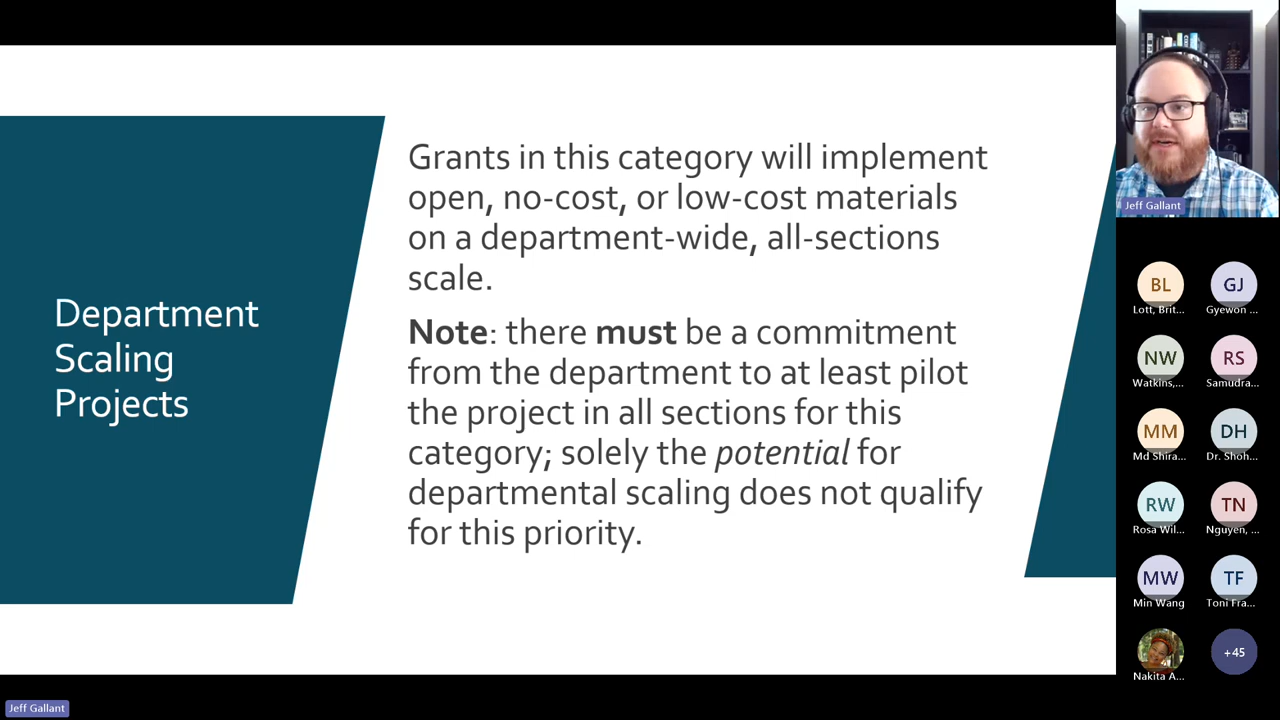 Department
Scaling
Projects
Grants in this category will implement
open, no-cost, or low-cost materials
on a department-wide, all-sections
scale.
Note: there must be a commitment
from the department to at least pilot
the project in all sections for this
category; solely the potential for
departmental scaling does not qualify
for this priority.
Jeff Gallant
BL
GJ
Lott, Brit...
Gyewon ...
NW
RS
Watkins,...
Samudra...
MM
DH
Md Shira...
Dr. Shoh...
RW
TN
Rosa Wil...
Nguyen, ...
MW
TF
Min Wang
Toni Fra...
+45
Nakita A...
Jeff Gallant